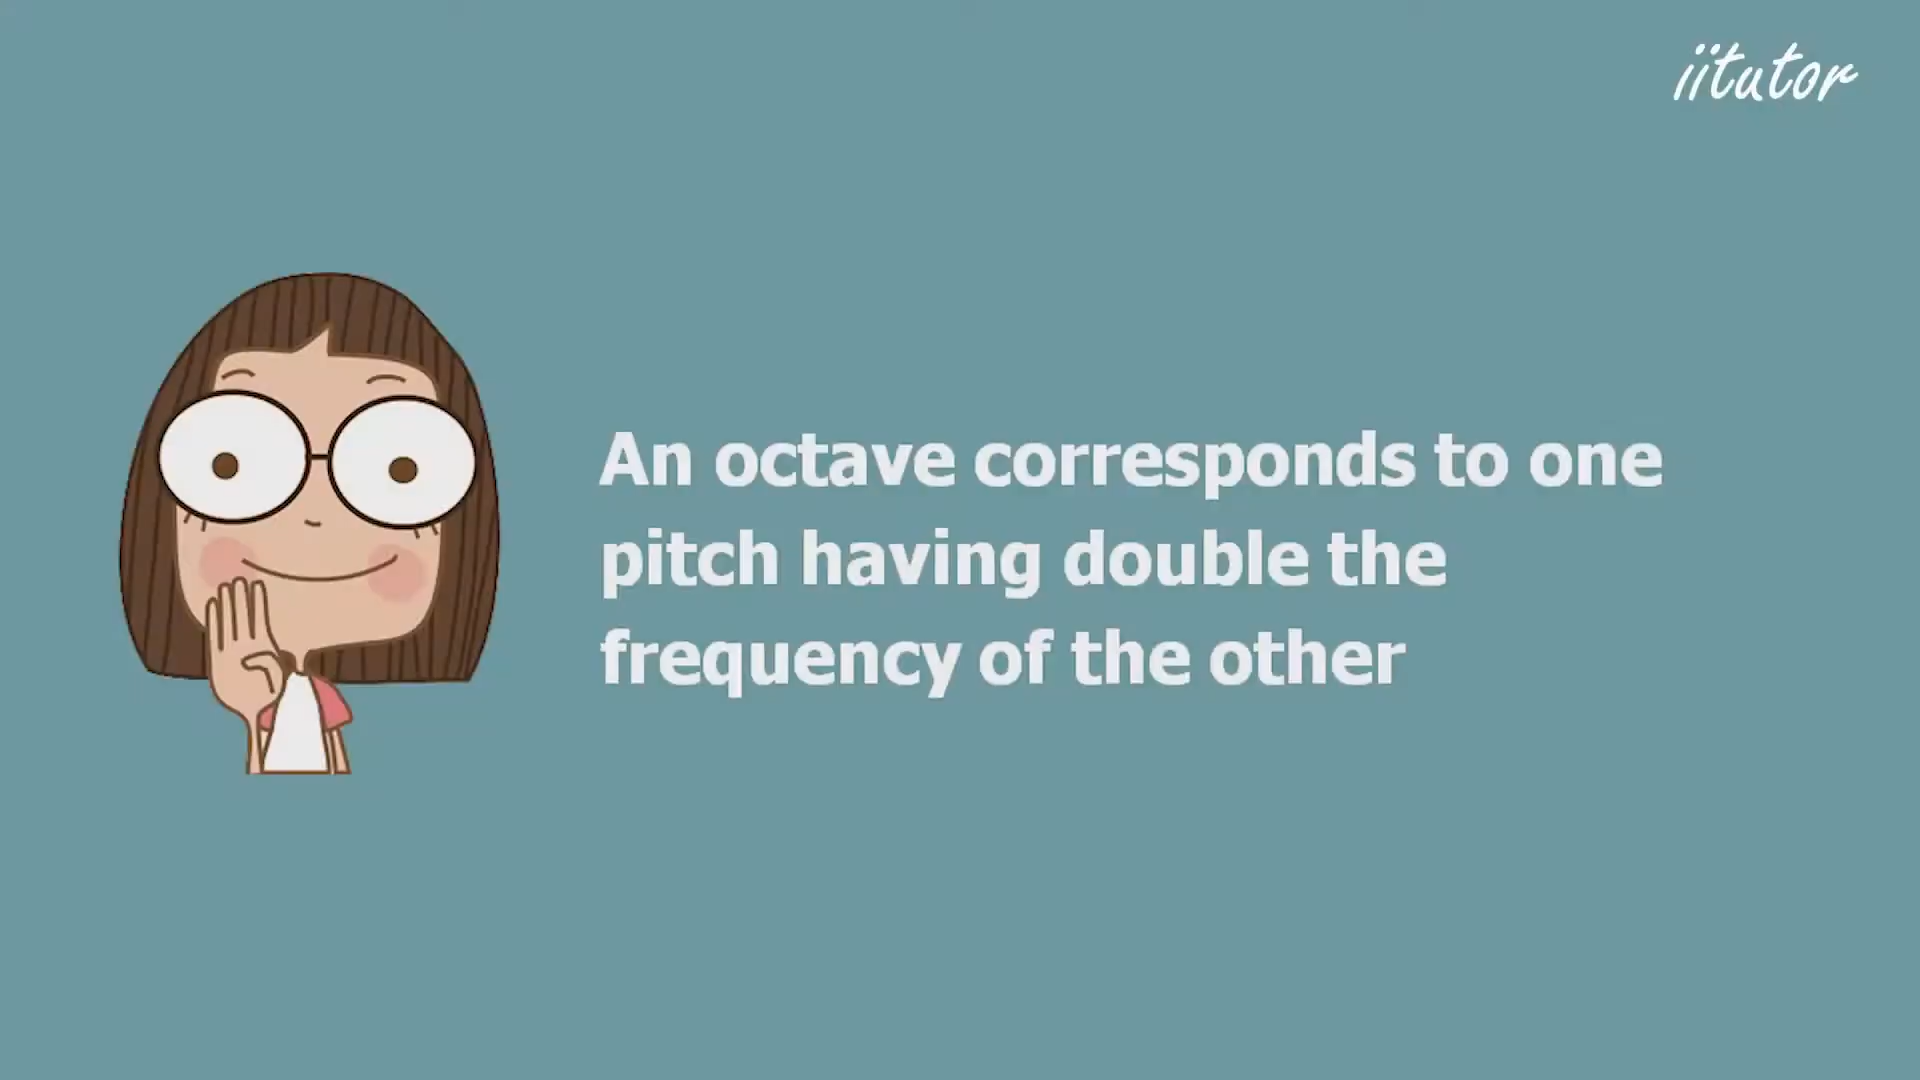 iitutor
An octave corresponds to one
pitch having double the
frequency of the other